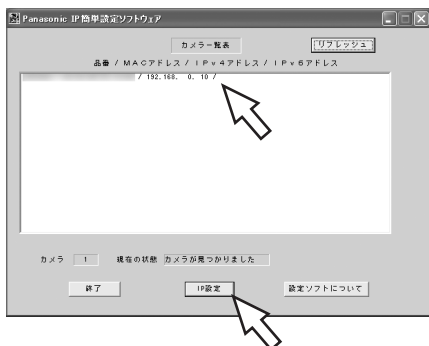 Panasonic IP簡単設定ソフトウェア
カメラ一覧表
リフレッシュ
品番 / MACアドレス / IPv4アドレス / IPv6アドレス
/ 192.168. 0. 10 /
カメラ 1 現在の状態 カメラが見つかりました
終了 IP設定 設定ソフトについて